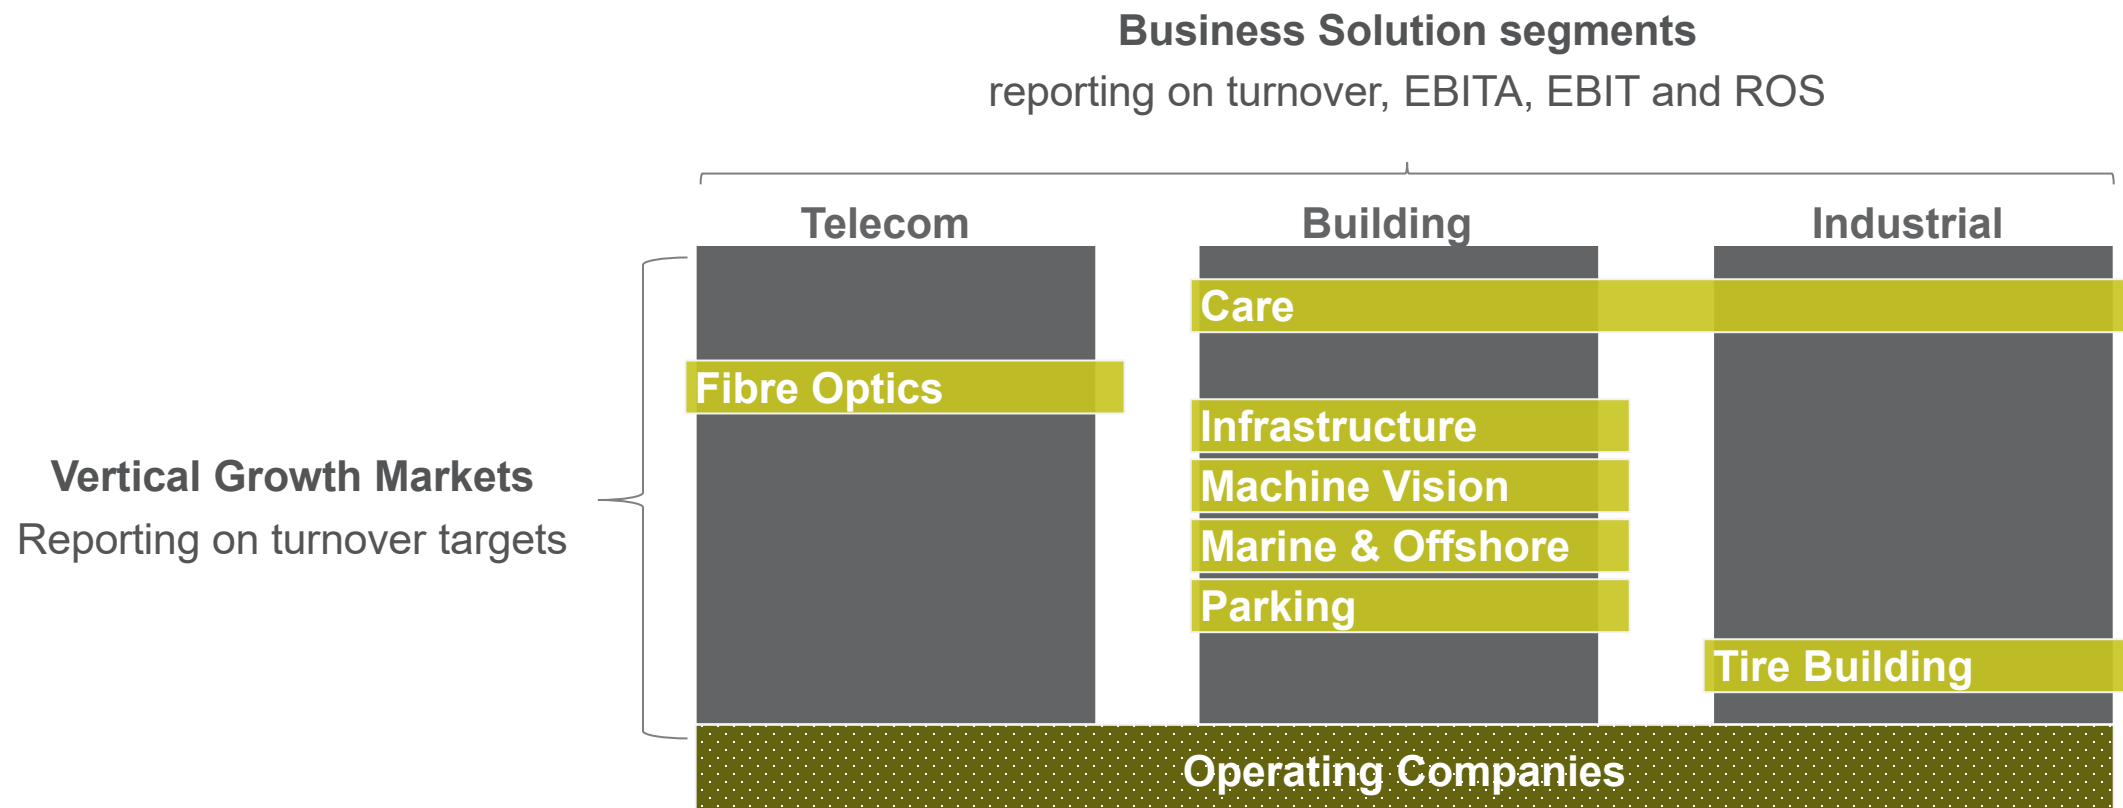 Business Solution segments
reporting on turnover, EBITA, EBIT and ROS
Telecom
Building
Industrial
Care
Fibre Optics
Infrastructure
Vertical Growth Markets
Machine Vision
Reporting on turnover targets
Marine & Offshore
Parking
Tire Building
Operating Companies